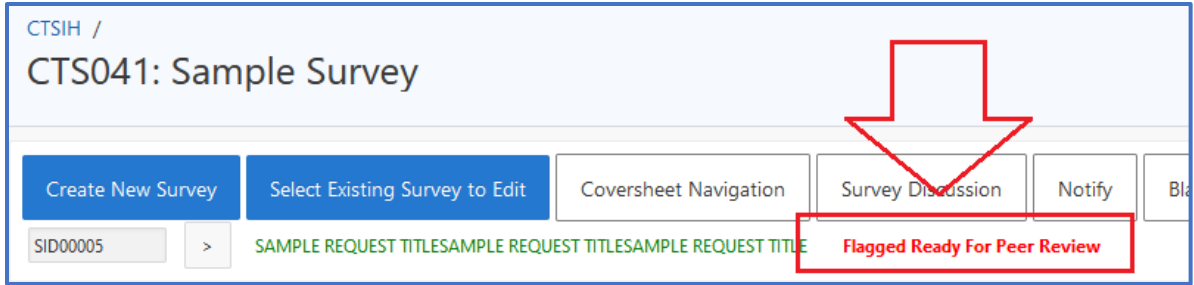 CTSIH /
CTS041: Sample Survey
Create New Survey Select Existing Survey to Edit Coversheet Navigation Survey Discussion Notify
SID00005 > SAMPLE REQUEST TITLESAMPLE REQUEST TITLESAMPLE REQUEST TITLE Flagged Ready For Peer Review